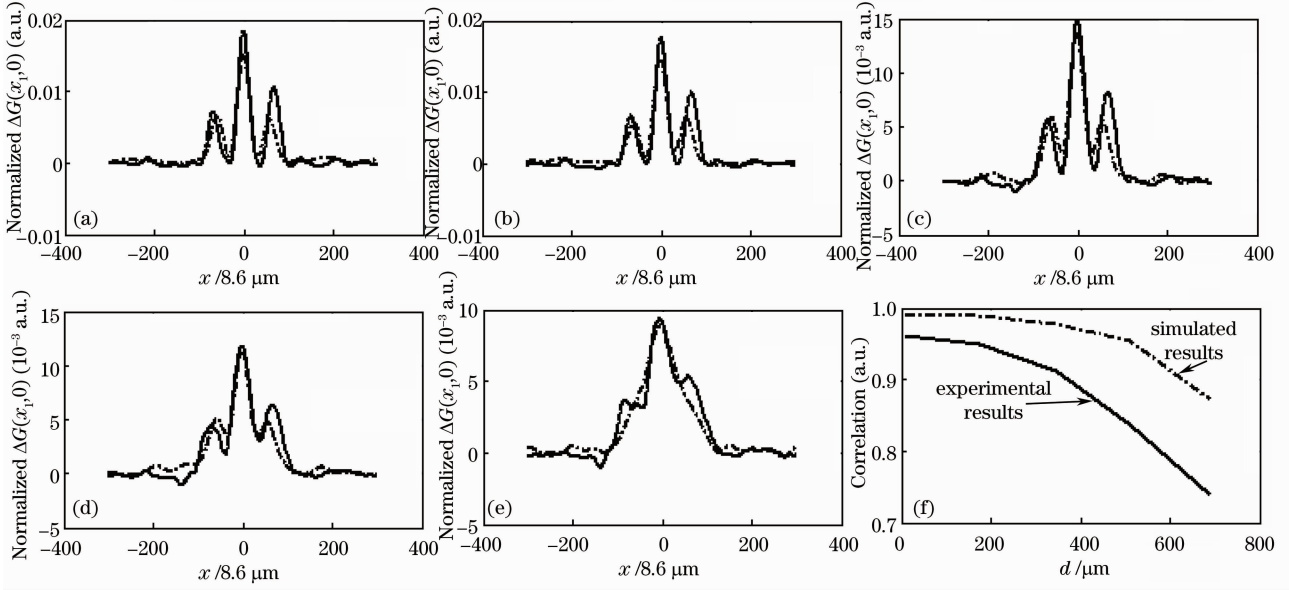 Normalized ΔG(x₁,0) (a.u.)
0.02
0.01
0
−0.01
(a)
−400
−200
0
200
400
x /8.6 μm
Normalized ΔG(x₁,0) (a.u.)
0.02
0.01
0
−0.01
(b)
−400
−200
0
200
400
x /8.6 μm
Normalized ΔG(x₁,0) (10⁻³ a.u.)
15
10
5
0
−5
(c)
−400
−200
0
200
400
x /8.6 μm
Normalized ΔG(x₁,0) (10⁻³ a.u.)
15
10
5
0
−5
(d)
−400
−200
0
200
400
x /8.6 μm
Normalized ΔG(x₁,0) (10⁻³ a.u.)
10
5
0
−5
(e)
−400
−200
0
200
400
x /8.6 μm
Correlation (a.u.)
1.0
0.9
0.8
0.7
simulated
results
experimental
results
(f)
0
200
400
600
800
d /μm